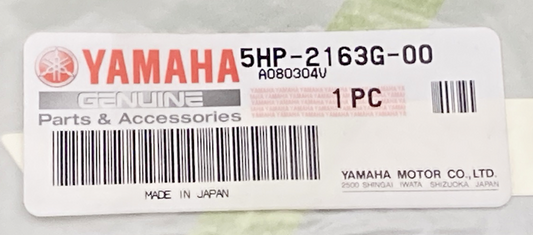 YAMAHA 5HP-2163G-00
A080304V
GENUINE
Parts & Accessories
1 PC
YAMAHA MOTOR CO., LTD.
2500 SHINGAI IWATA SHIZUOKA JAPAN
MADE IN JAPAN